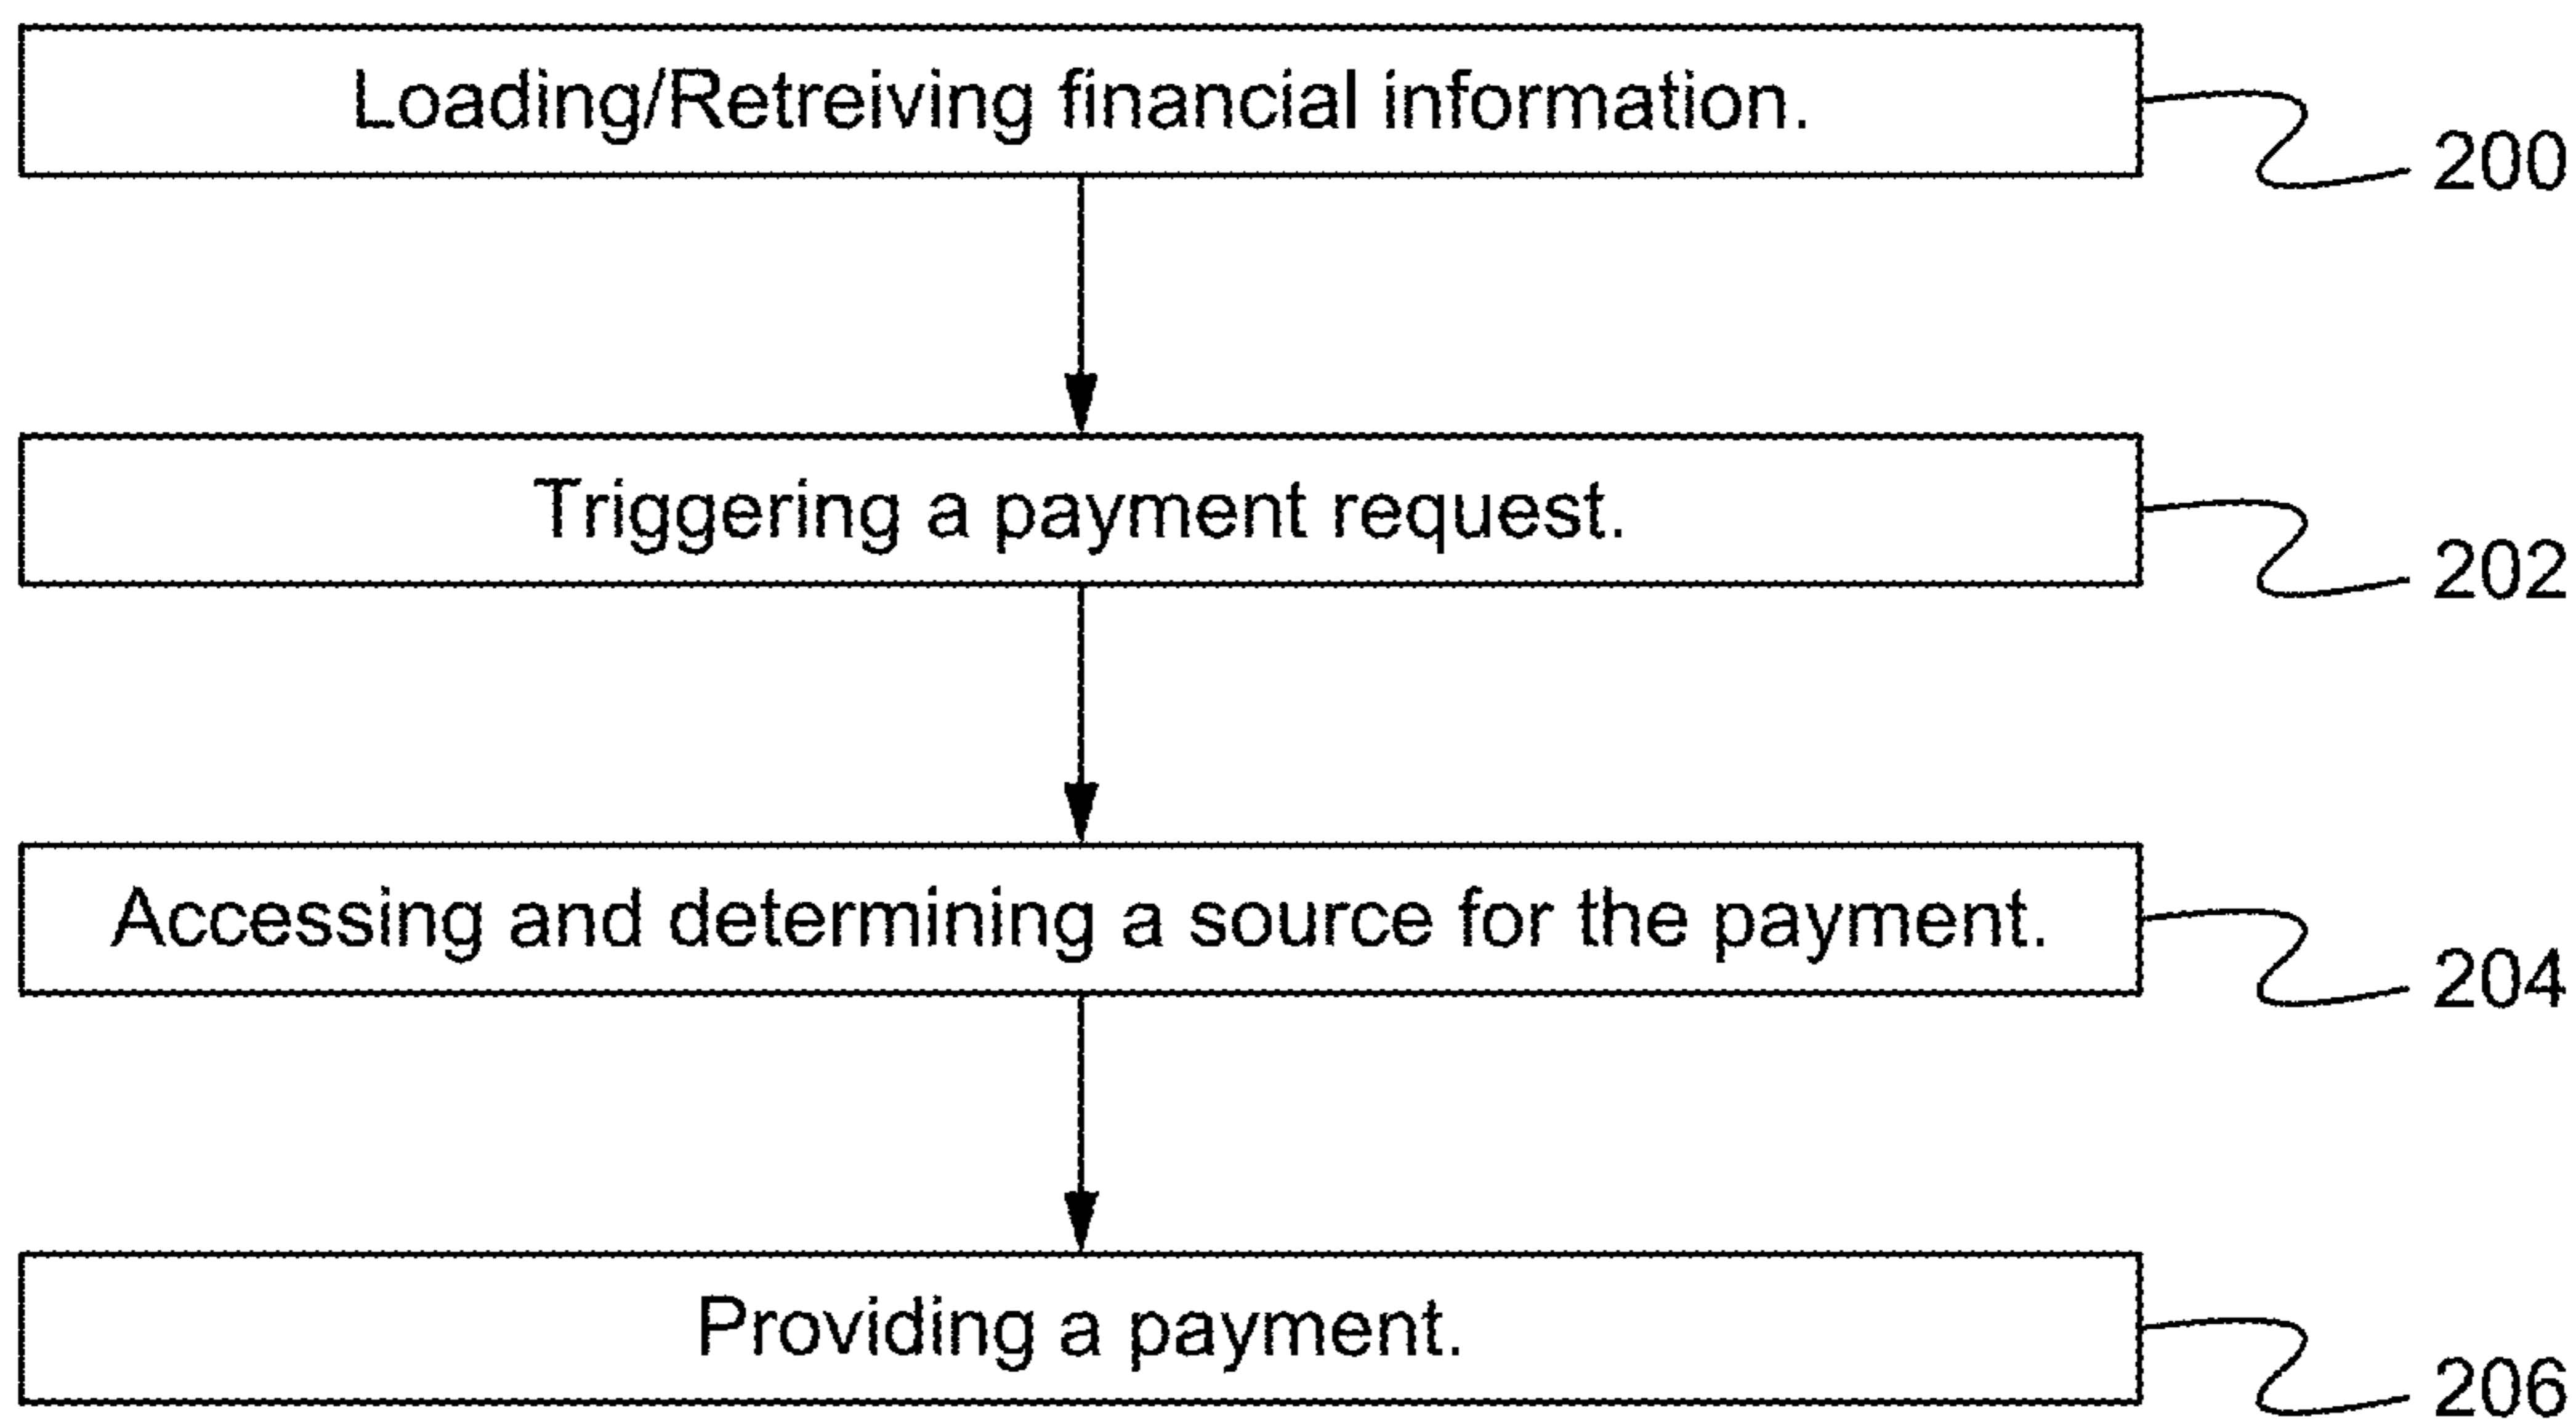 Loading/Retreiving financial information.
200
Triggering a payment request.
202
Accessing and determining a source for the payment.
204
Providing a payment.
206